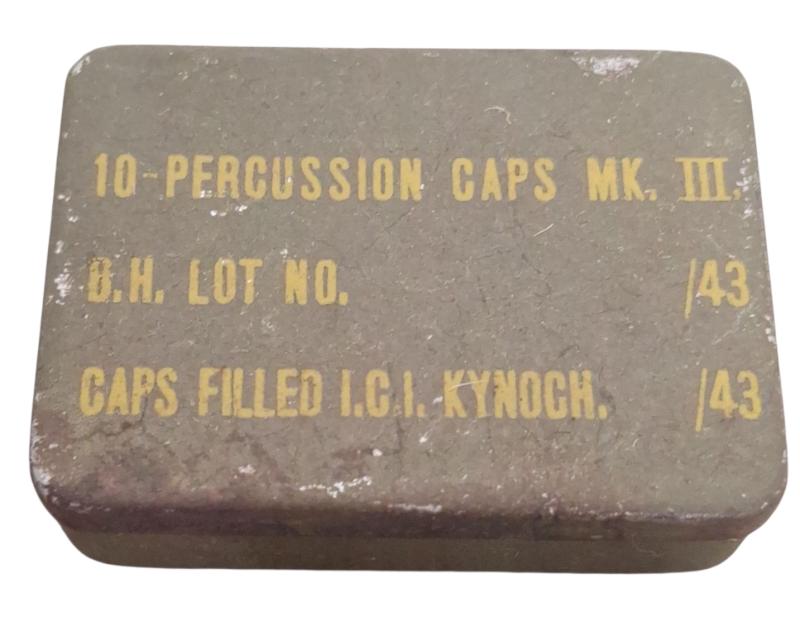 10-PERCUSSION CAPS MK. III.
B.H. LOT NO. /43
CAPS FILLED I.C.I. KYNOCH. /43